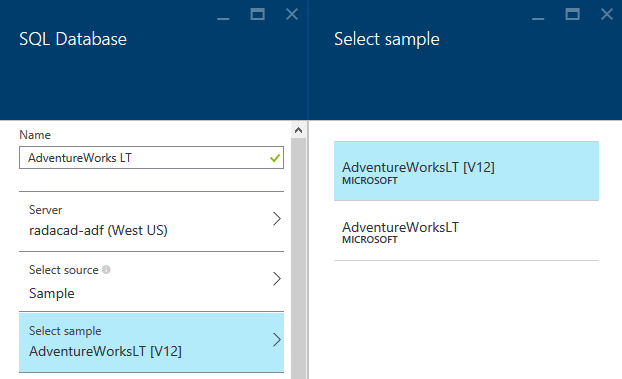 SQL Database
Name
AdventureWorks LT
Server
radacad-adf (West US)
Select source
Sample
Select sample
AdventureWorksLT [V12]
Select sample
AdventureWorksLT [V12]
MICROSOFT
AdventureWorksLT
MICROSOFT